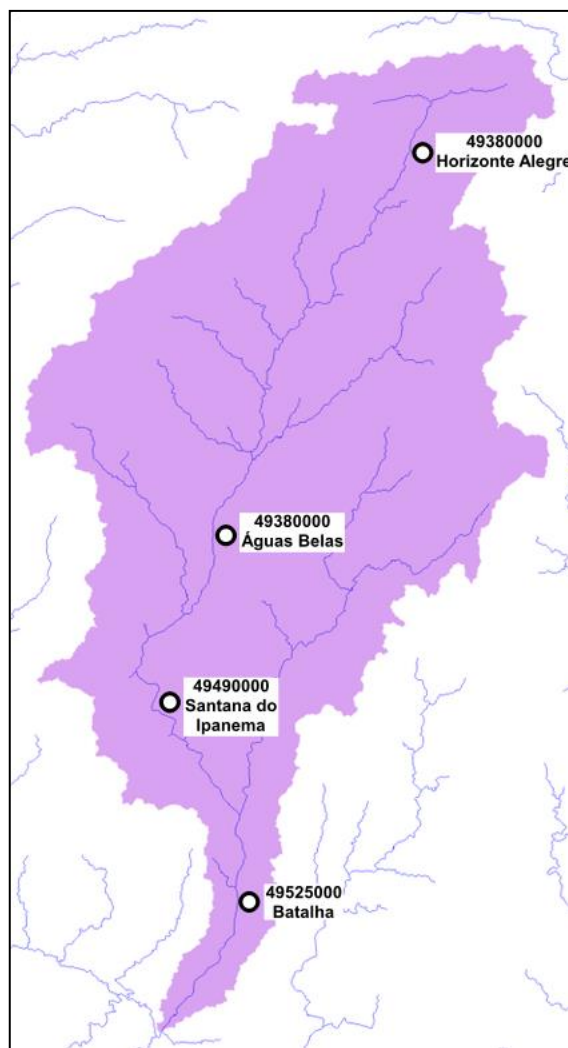 49380000
Horizonte Alegre
49380000
Águas Belas
49490000
Santana do
Ipanema
49525000
Batalha